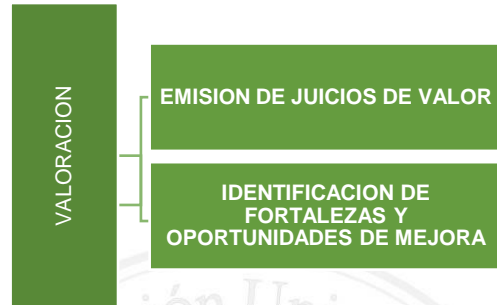 VALORACION
EMISION DE JUICIOS DE VALOR
IDENTIFICACION DE
FORTALEZAS Y
OPORTUNIDADES DE MEJORA